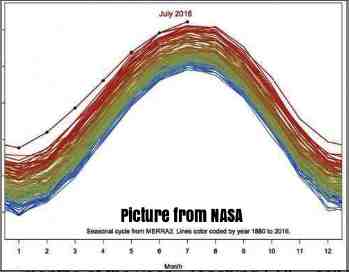 July 2016
Picture from NASA
Seasonal cycle from MERRA2. Lines color coded by year 1880 to 2016.
1 2 3 4 5 6 7 8 9 10 11 12
Month